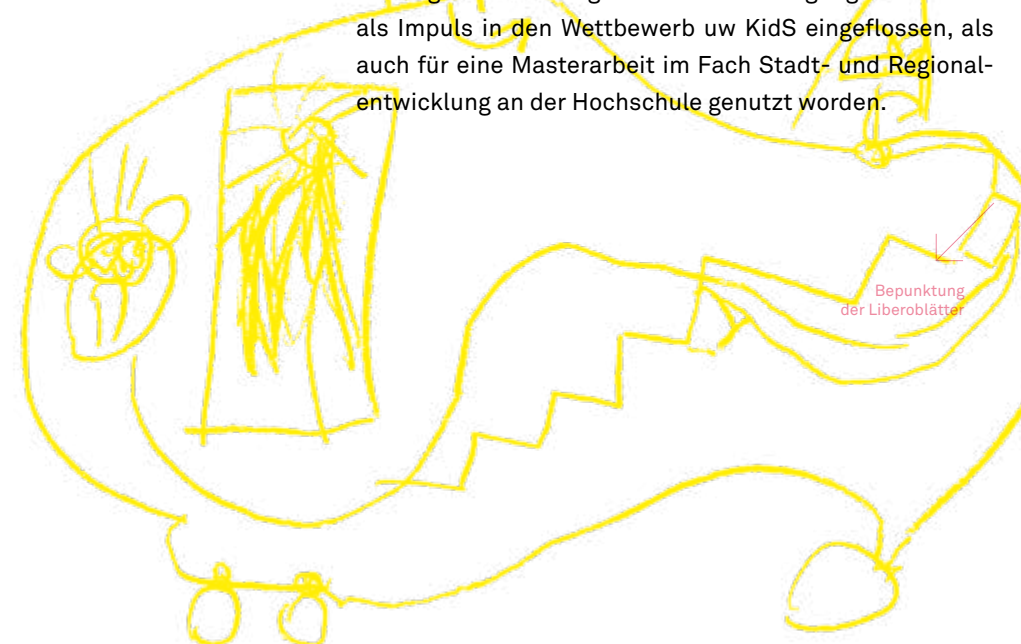 als Impuls in den Wettbewerb uw KidS eingeflossen, als
auch für eine Masterarbeit im Fach Stadt- und Regional-
entwicklung an der Hochschule genutzt worden.
Bepunktung
der Liberoblätter